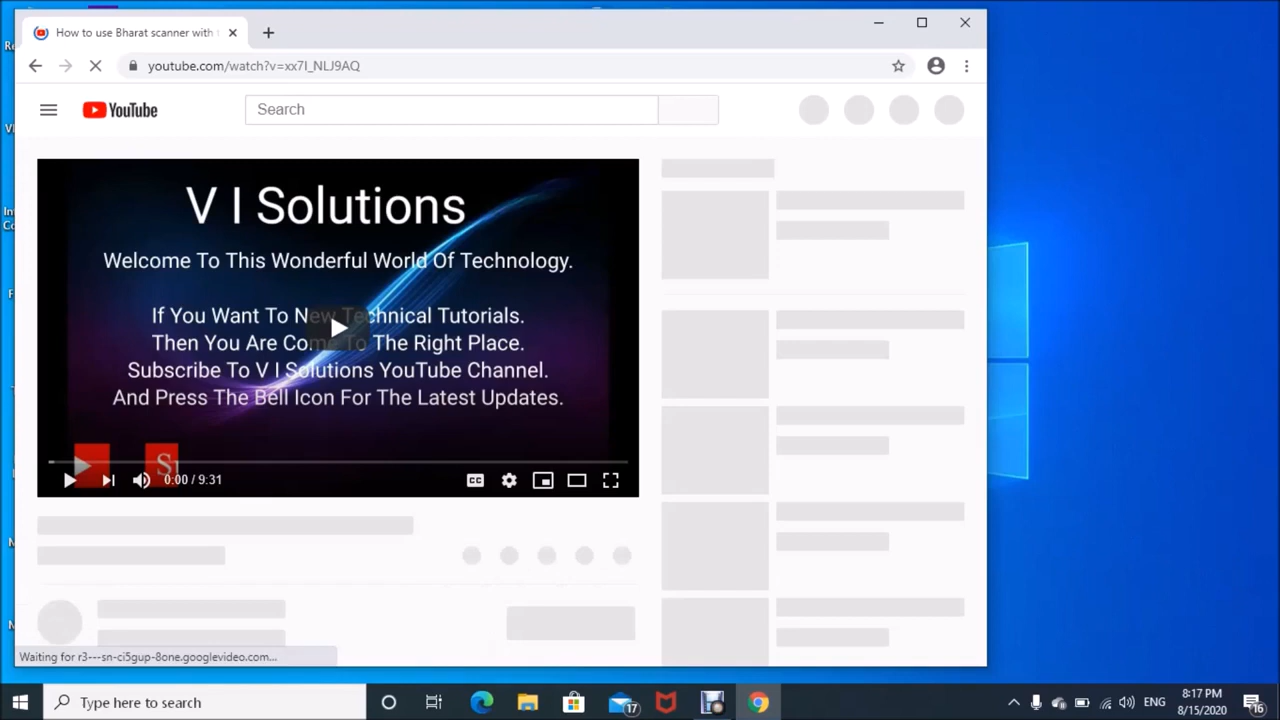 How to use Bharat scanner with
youtube.com/watch?v=xx7I_NLJ9AQ
YouTube
Search
V I Solutions
Welcome To This Wonderful World Of Technology.
If You Want To New Technical Tutorials.
Then You Are Come To The Right Place.
Subscribe To V I Solutions YouTube Channel.
And Press The Bell Icon For The Latest Updates.
S
0:00 / 9:31
CC
Waiting for r3---sn-ci5gup-8one.googlevideo.com...
Type here to search
17
ENG
8:17 PM
8/15/2020
16